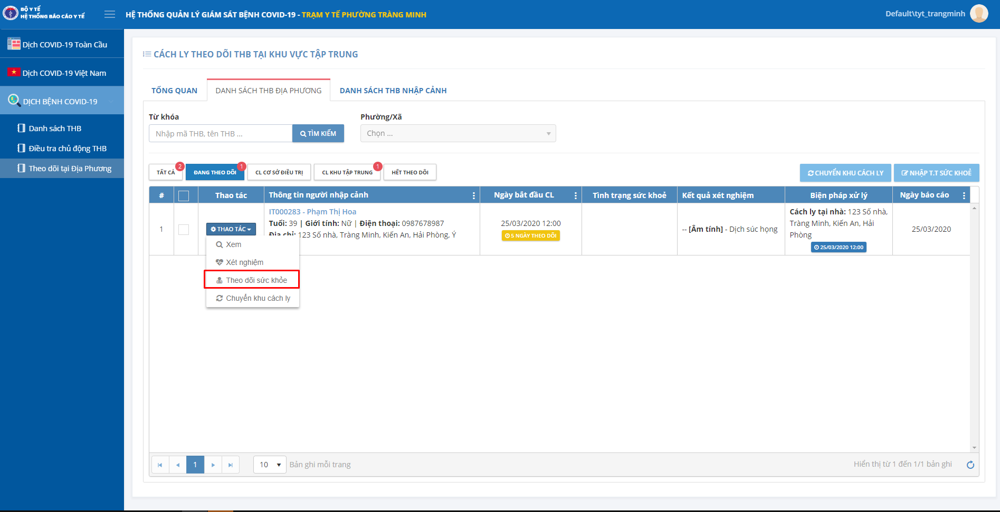 BỘ Y TẾ
HỆ THỐNG BÁO CÁO Y TẾ
HỆ THỐNG QUẢN LÝ GIÁM SÁT BỆNH COVID-19 - TRẠM Y TẾ PHƯỜNG TRÀNG MINH
Default\tyt_trangminh
Dịch COVID-19 Toàn Cầu
Dịch COVID-19 Việt Nam
DỊCH BỆNH COVID-19
Danh sách THB
Điều tra chủ động THB
Theo dõi tại Địa Phương
CÁCH LY THEO DÕI THB TẠI KHU VỰC TẬP TRUNG
TỔNG QUAN
DANH SÁCH THB ĐỊA PHƯƠNG
DANH SÁCH THB NHẬP CẢNH
Từ khóa
Phường/Xã
Nhập mã THB, tên THB ...
TÌM KIẾM
Chọn ...
TẤT CẢ 2
ĐANG THEO DÕI 1
CL CƠ SỞ ĐIỀU TRỊ
CL KHU TẬP TRUNG 1
HẾT THEO DÕI
CHUYỂN KHU CÁCH LY
NHẬP T.T SỨC KHOẺ
# Thao tác Thông tin người nhập cảnh Ngày bắt đầu CL Tình trạng sức khoẻ Kết quả xét nghiệm Biện pháp xử lý Ngày báo cáo
1
THAO TÁC
IT000283 - Phạm Thị Hoa
Tuổi: 39 | Giới tính: Nữ | Điện thoại: 0987678987
Địa chỉ: 123 Số nhà, Tràng Minh, Kiến An, Hải Phòng, Ý
25/03/2020 12:00
5 NGÀY THEO DÕI
-- [Âm tính] - Dịch súc họng
Cách ly tại nhà: 123 Số nhà,
Tràng Minh, Kiến An, Hải
Phòng
25/03/2020 12:00
25/03/2020
Xem
Xét nghiệm
Theo dõi sức khỏe
Chuyển khu cách ly
1
10
Bản ghi mỗi trang
Hiển thị từ 1 đến 1/1 bản ghi